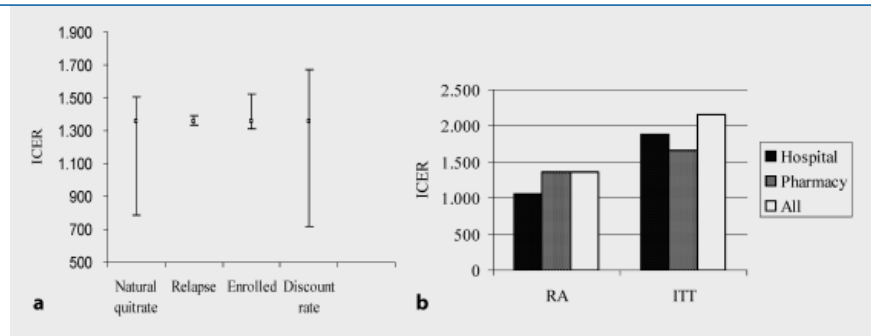 1.900
1.700
1.500
1.300
1.100
900
700
500
ICER
Natural quitrate
Relapse
Enrolled
Discount rate
a
2.500
2.000
1.500
1.000
500
0
ICER
RA
ITT
Hospital
Pharmacy
All
b